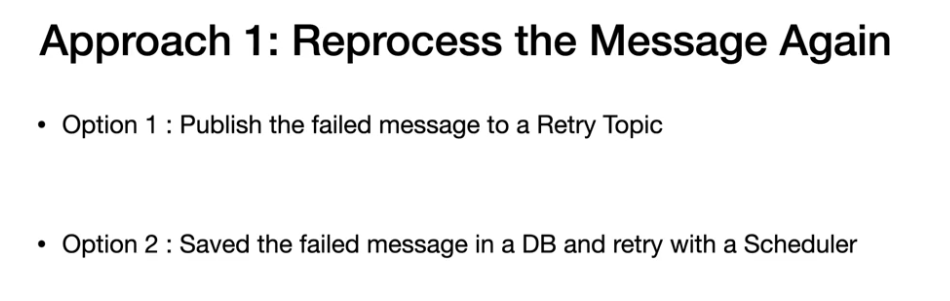 Approach 1: Reprocess the Message Again
• Option 1 : Publish the failed message to a Retry Topic
• Option 2 : Saved the failed message in a DB and retry with a Scheduler